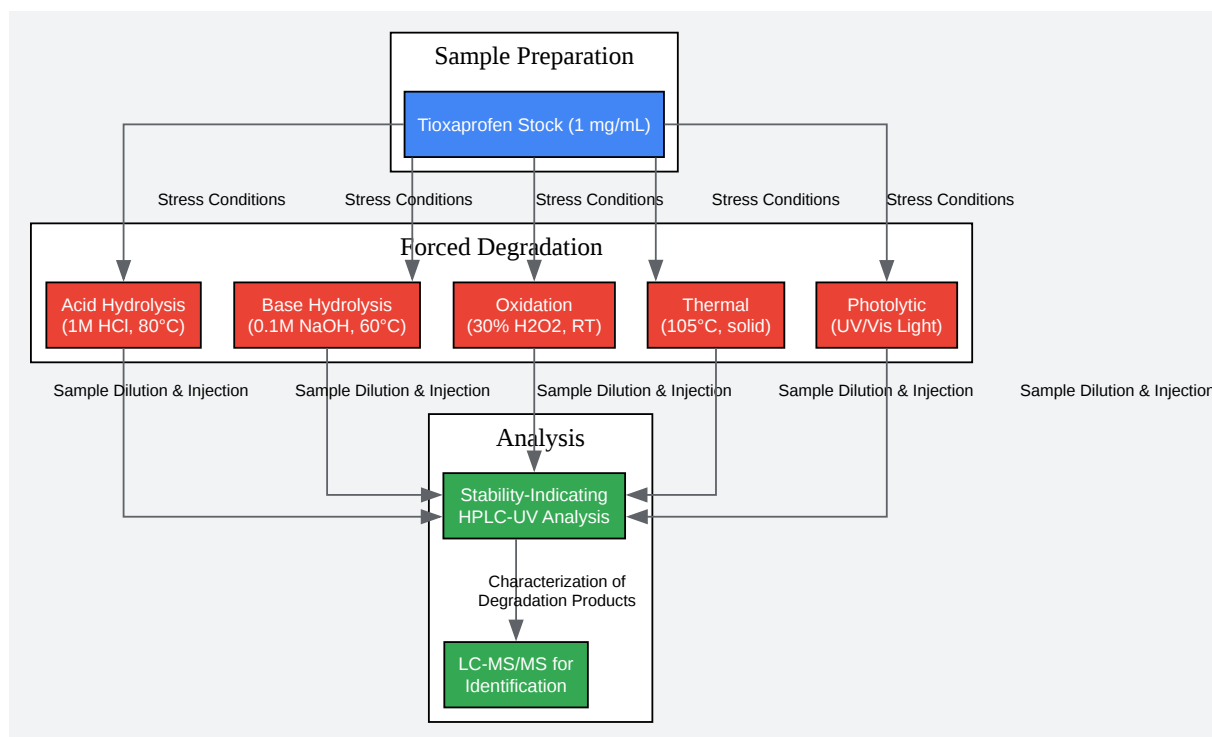 Sample Preparation
Tioxaprofen Stock (1 mg/mL)
Stress Conditions
Stress Conditions
Stress Conditions
Stress Conditions
Stress Conditions
Forced Degradation
Acid Hydrolysis
(1M HCl, 80°C)
Base Hydrolysis
(0.1M NaOH, 60°C)
Oxidation
(30% H2O2, RT)
Thermal
(105°C, solid)
Photolytic
(UV/Vis Light)
Sample Dilution & Injection
Sample Dilution & Injection
Sample Dilution & Injection
Sample Dilution & Injection
Sample Dilution & Injection
Analysis
Stability-Indicating
HPLC-UV Analysis
Characterization of
Degradation Products
LC-MS/MS for
Identification